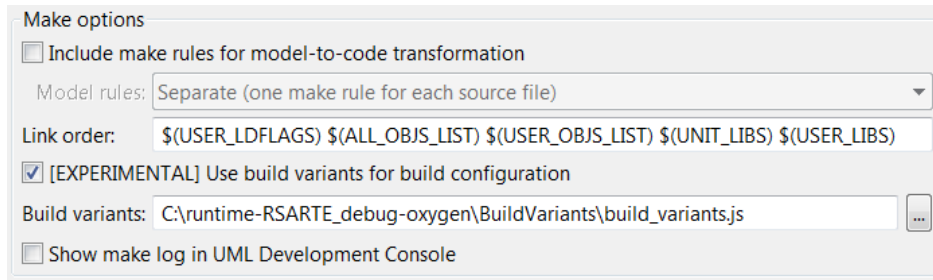 Make options
Include make rules for model-to-code transformation
Model rules: Separate (one make rule for each source file)
Link order: $(USER_LDFLAGS) $(ALL_OBJS_LIST) $(USER_OBJS_LIST) $(UNIT_LIBS) $(USER_LIBS)
[EXPERIMENTAL] Use build variants for build configuration
Build variants: C:\runtime-RSARTE_debug-oxygen\BuildVariants\build_variants.js ...
Show make log in UML Development Console